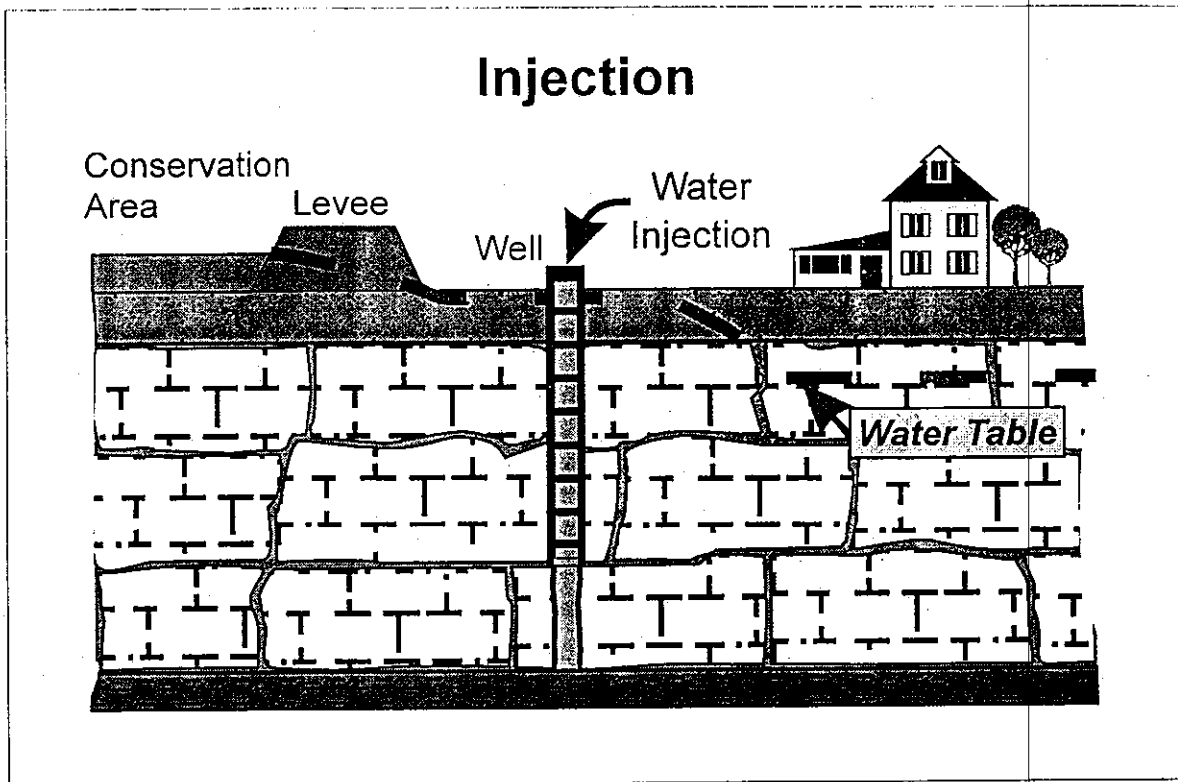 Injection
Conservation
Area
Levee
Well
Water
Injection
Water Table